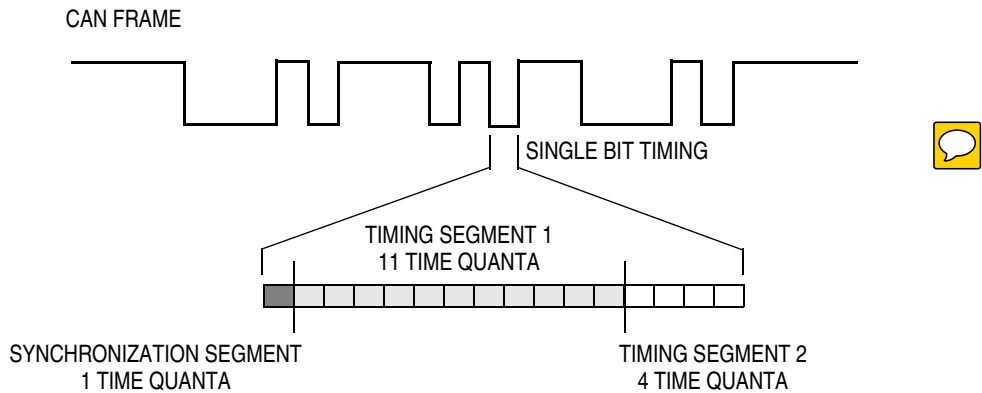 CAN FRAME
SINGLE BIT TIMING
TIMING SEGMENT 1
11 TIME QUANTA
SYNCHRONIZATION SEGMENT
1 TIME QUANTA
TIMING SEGMENT 2
4 TIME QUANTA